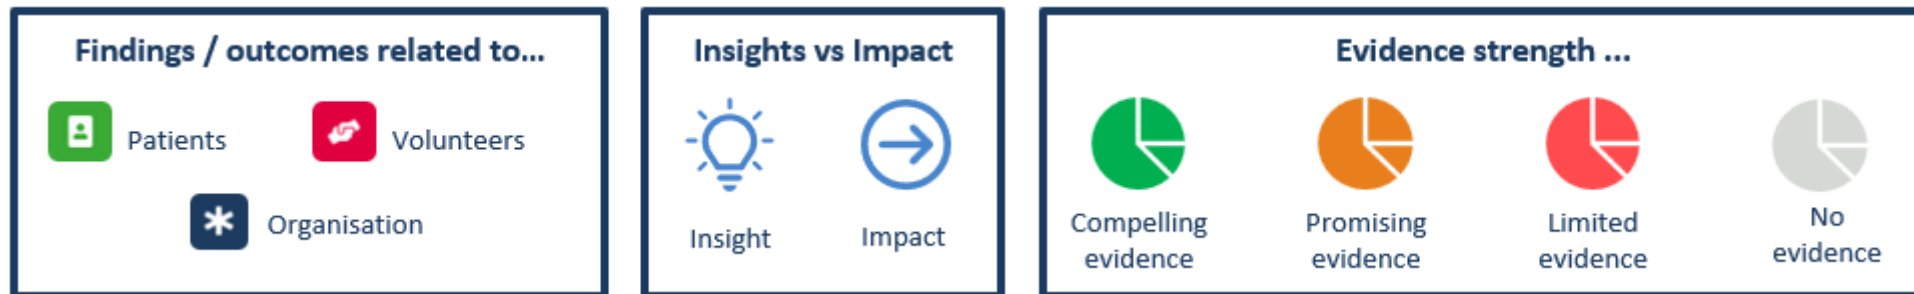 Findings / outcomes related to...
Patients
Volunteers
Organisation
Insights vs Impact
Insight
Impact
Evidence strength ...
Compelling
evidence
Promising
evidence
Limited
evidence
No
evidence